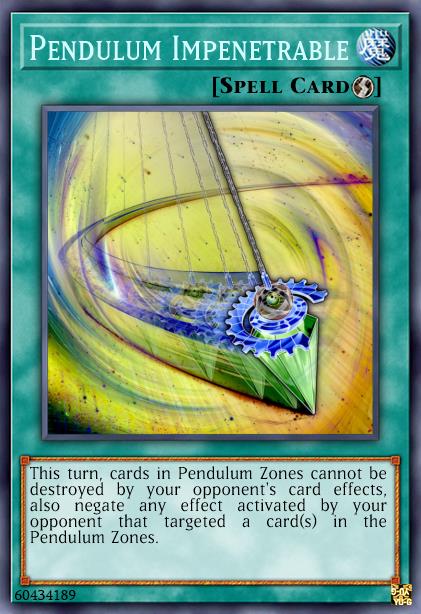 Pendulum Impenetrable
[Spell Card]
This turn, cards in Pendulum Zones cannot be
destroyed by your opponent's card effects,
also negate any effect activated by your
opponent that targeted a card(s) in the
Pendulum Zones.
60434189